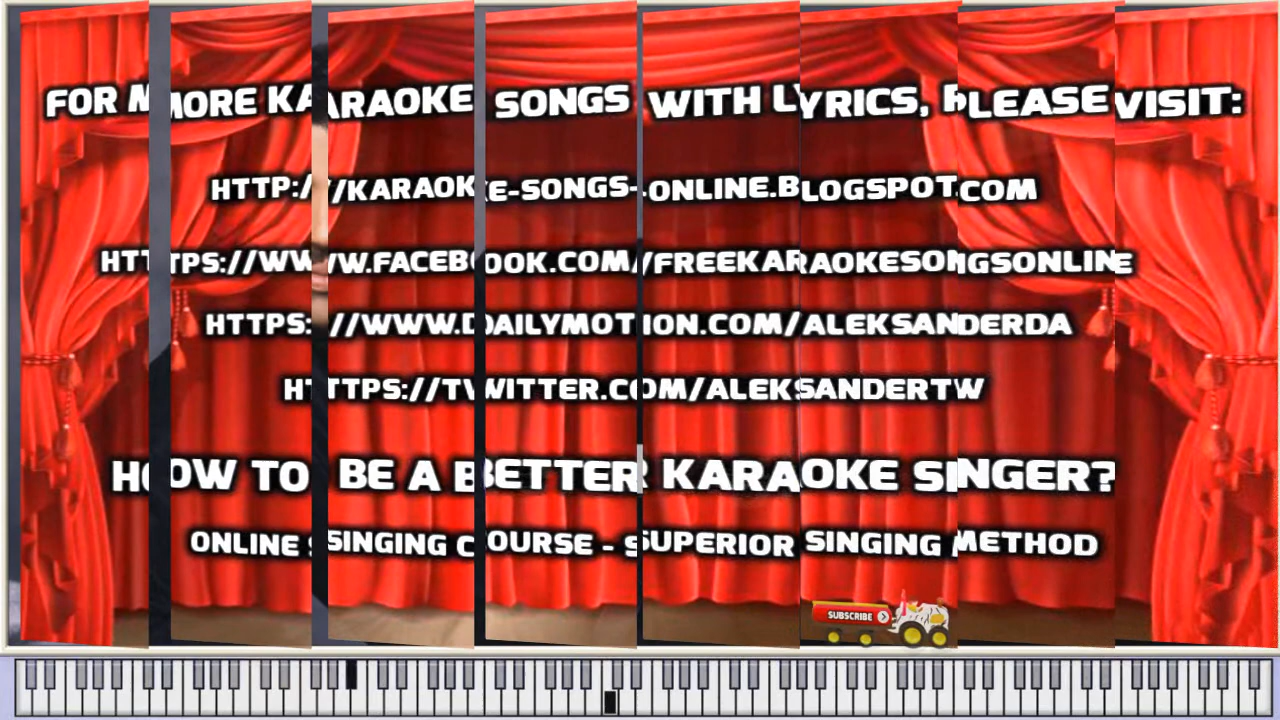 FOR MORE KARAOKE SONGS WITH LYRICS, PLEASE VISIT:
HTTP://KARAOKE-SONGS-ONLINE.BLOGSPOT.COM
HTTPS://WWW.FACEBOOK.COM/FREEKARAOKESONGSONLINE
HTTPS://WWW.DAILYMOTION.COM/ALEKSANDERDA
HTTPS://TWITTER.COM/ALEKSANDERTW
HOW TO BE A BETTER KARAOKE SINGER?
ONLINE SINGING COURSE - SUPERIOR SINGING METHOD
SUBSCRIBE